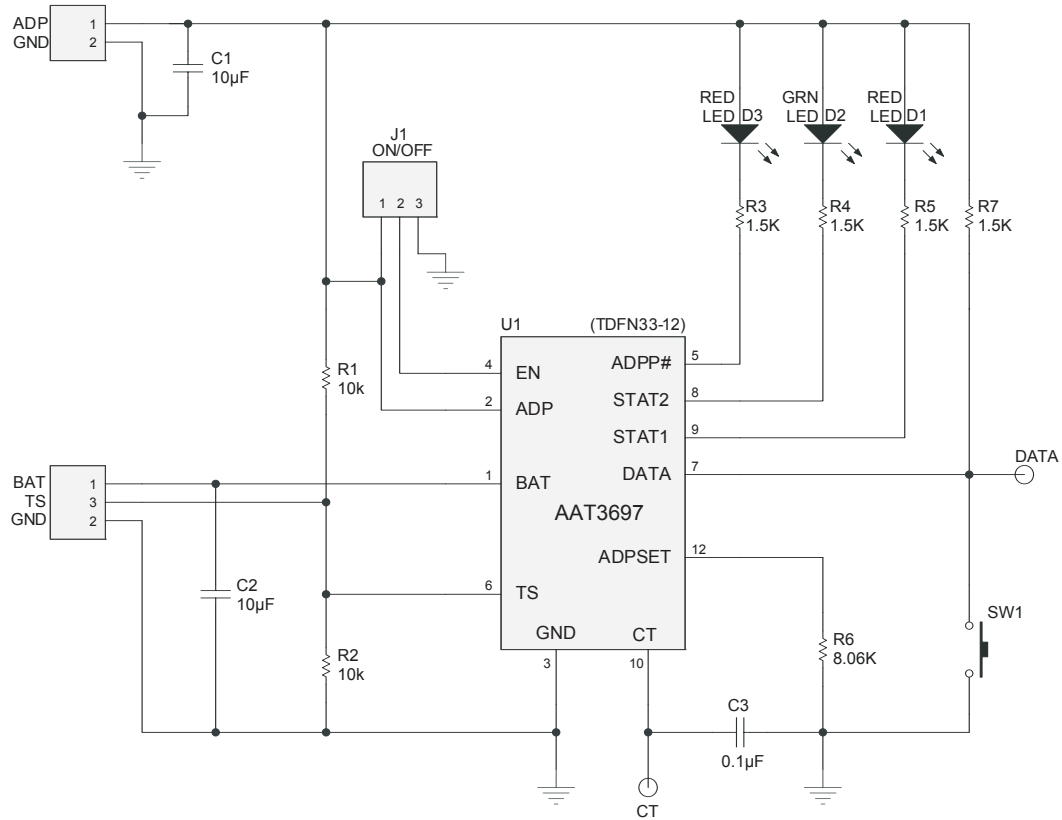 ADP 1
GND 2
C1
10µF
J1
ON/OFF
1 2 3
RED
LED D3
GRN
LED D2
RED
LED D1
R3
1.5K
R4
1.5K
R5
1.5K
R7
1.5K
U1 (TDFN33-12)
R1
10k
4 EN
2 ADP
1 BAT
6 TS
ADPP# 5
STAT2 8
STAT1 9
DATA 7
ADPSET 12
AAT3697
GND
3
CT
10
DATA
BAT 1
TS 3
GND 2
C2
10µF
R2
10k
R6
8.06K
SW1
C3
0.1µF
CT